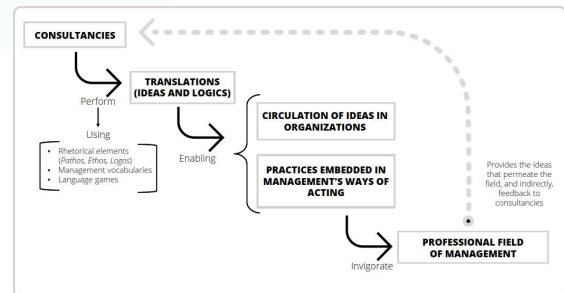 CONSULTANCIES
Perform
Using
• Rhetorical elements
(Pathos, Ethos, Logos)
• Management vocabularies
• Language games
TRANSLATIONS
(IDEAS AND LOGICS)
Enabling
CIRCULATION OF IDEAS IN
ORGANIZATIONS
PRACTICES EMBEDDED IN
MANAGEMENT'S WAYS OF
ACTING
Invigorate
PROFESSIONAL FIELD
OF MANAGEMENT
Provides the ideas
that permeate the
field, and indirectly,
feedback to
consultancies